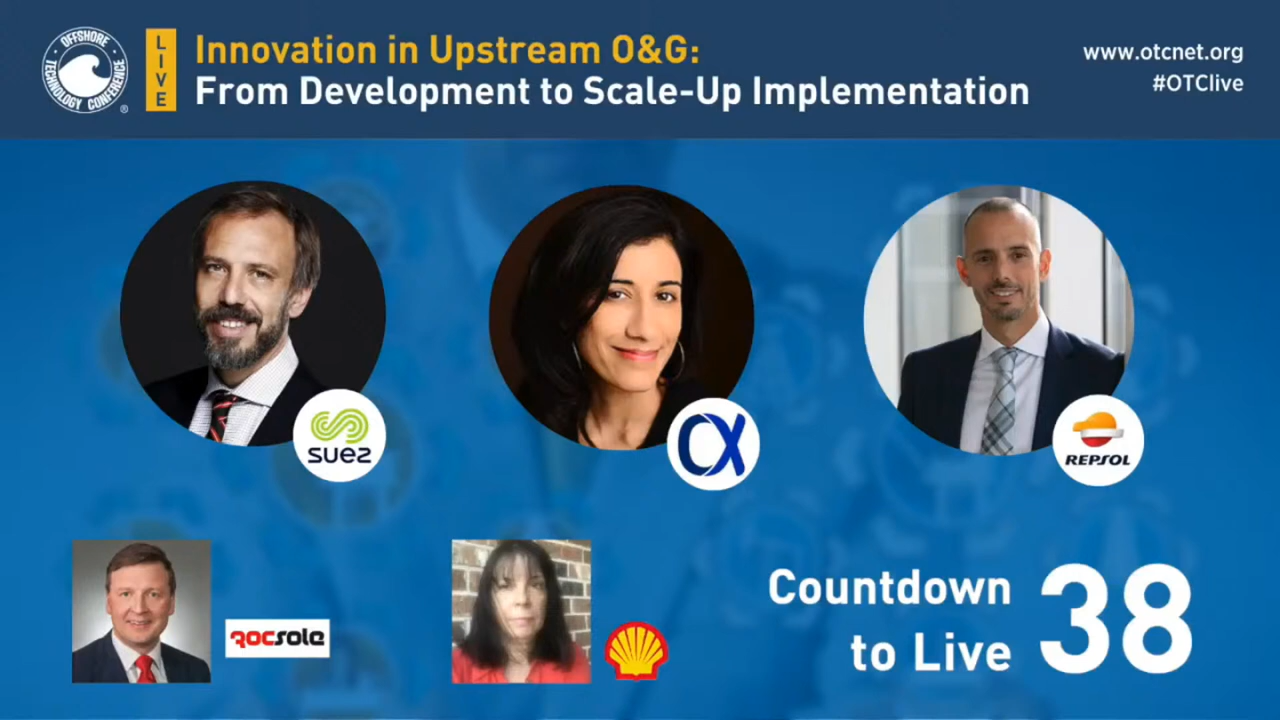 OFFSHORE
TECHNOLOGY CONFERENCE
®
LIVE
Innovation in Upstream O&G:
From Development to Scale-Up Implementation
www.otcnet.org
#OTClive
suez
CX
REPSOL
rocsole
Countdown
to Live
38